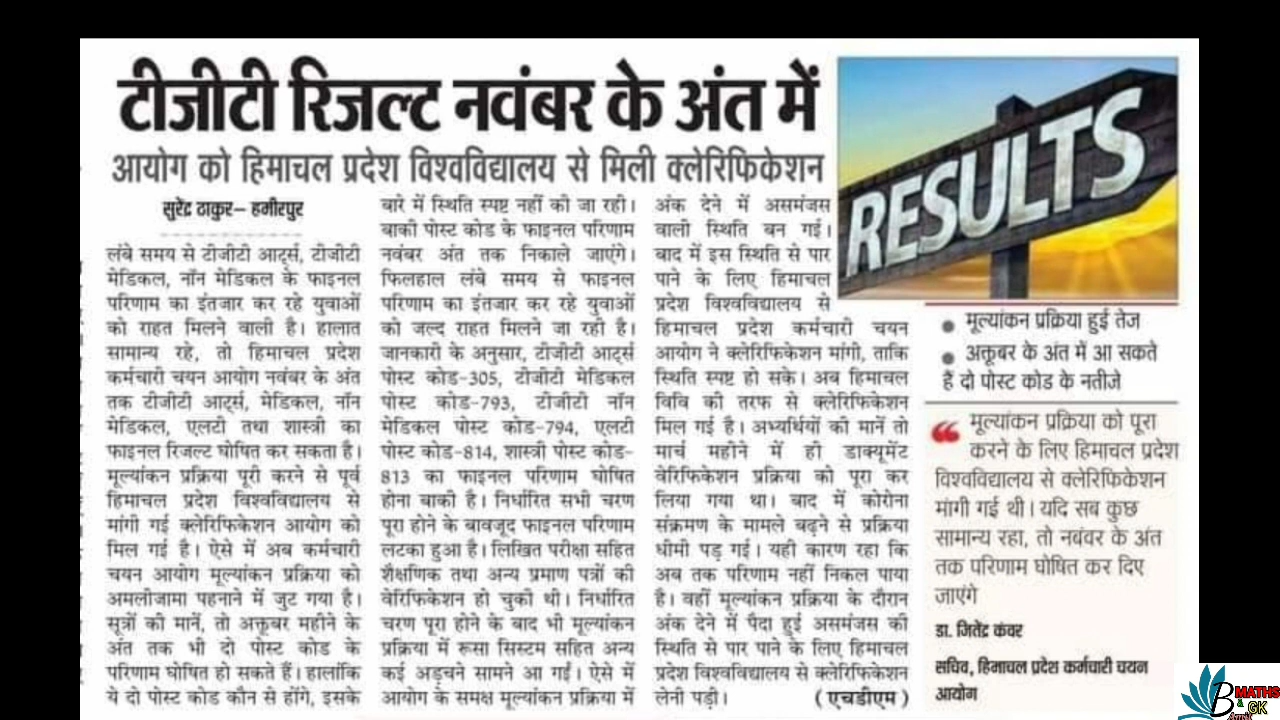 टीजीटी रिजल्ट नवंबर के अंत में
आयोग को हिमाचल प्रदेश विश्वविद्यालय से मिली क्लेरिफिकेशन
सुरेंद्र ठाकुर— हमीरपुर
लंबे समय से टीजीटी आर्ट्स, टीजीटी
मेडिकल, नॉन मेडिकल के फाइनल
परिणाम का इंतजार कर रहे युवाओं
को राहत मिलने वाली है। हालात
सामान्य रहे, तो हिमाचल प्रदेश
कर्मचारी चयन आयोग नवंबर के अंत
तक टीजीटी आर्ट्स, मेडिकल, नॉन
मेडिकल, एलटी तथा शास्त्री का
फाइनल रिजल्ट घोषित कर सकता है।
मूल्यांकन प्रक्रिया पूरी करने से पूर्व
हिमाचल प्रदेश विश्वविद्यालय से
मांगी गई क्लेरिफिकेशन आयोग को
मिल गई है। ऐसे में अब कर्मचारी
चयन आयोग मूल्यांकन प्रक्रिया को
अमलीजामा पहनाने में जुट गया है।
सूत्रों की मानें, तो अक्तूबर महीने के
अंत तक भी दो पोस्ट कोड के
परिणाम घोषित हो सकते हैं। हालांकि
ये दो पोस्ट कोड कौन से होंगे, इसके
बारे में स्थिति स्पष्ट नहीं की जा रही।
बाकी पोस्ट कोड के फाइनल परिणाम
नवंबर अंत तक निकाले जाएंगे।
फिलहाल लंबे समय से फाइनल
परिणाम का इंतजार कर रहे युवाओं
को जल्द राहत मिलने जा रही है।
जानकारी के अनुसार, टीजीटी आर्ट्स
पोस्ट कोड-305, टीजीटी मेडिकल
पोस्ट कोड-793, टीजीटी नॉन
मेडिकल पोस्ट कोड-794, एलटी
पोस्ट कोड-814, शास्त्री पोस्ट कोड-
813 का फाइनल परिणाम घोषित
होना बाकी है। निर्धारित सभी चरण
पूरा होने के बावजूद फाइनल परिणाम
लटका हुआ है। लिखित परीक्षा सहित
शैक्षणिक तथा अन्य प्रमाण पत्रों की
वेरिफिकेशन हो चुकी थी। निर्धारित
चरण पूरा होने के बाद भी मूल्यांकन
प्रक्रिया में रूसा सिस्टम सहित अन्य
कई अड़चने सामने आ गईं। ऐसे में
आयोग के समक्ष मूल्यांकन प्रक्रिया में
अंक देने में असमंजस
वाली स्थिति बन गई।
बाद में इस स्थिति से पार
पाने के लिए हिमाचल
प्रदेश विश्वविद्यालय से
हिमाचल प्रदेश कर्मचारी चयन
आयोग ने क्लेरिफिकेशन मांगी, ताकि
स्थिति स्पष्ट हो सके। अब हिमाचल
विवि की तरफ से क्लेरिफिकेशन
मिल गई है। अभ्यर्थियों की मानें तो
मार्च महीने में ही डाक्यूमेंट
वेरिफिकेशन प्रक्रिया को पूरा कर
लिया गया था। बाद में कोरोना
संक्रमण के मामले बढ़ने से प्रक्रिया
धीमी पड़ गई। यही कारण रहा कि
अब तक परिणाम नहीं निकल पाया
है। वहीं मूल्यांकन प्रक्रिया के दौरान
अंक देने में पैदा हुई असमंजस की
स्थिति से पार पाने के लिए हिमाचल
प्रदेश विश्वविद्यालय से क्लेरिफिकेशन
लेनी पड़ी। (एचडीएम)
RESULTS
● मूल्यांकन प्रक्रिया हुई तेज
● अक्तूबर के अंत में आ सकते
हैं दो पोस्ट कोड के नतीजे
“ मूल्यांकन प्रक्रिया को पूरा
करने के लिए हिमाचल प्रदेश
विश्वविद्यालय से क्लेरिफिकेशन
मांगी गई थी। यदि सब कुछ
सामान्य रहा, तो नबंवर के अंत
तक परिणाम घोषित कर दिए
जाएंगे
डा. जितेंद्र कंवर
सचिव, हिमाचल प्रदेश कर्मचारी चयन
आयोग
B MATHS
& GK
Amit